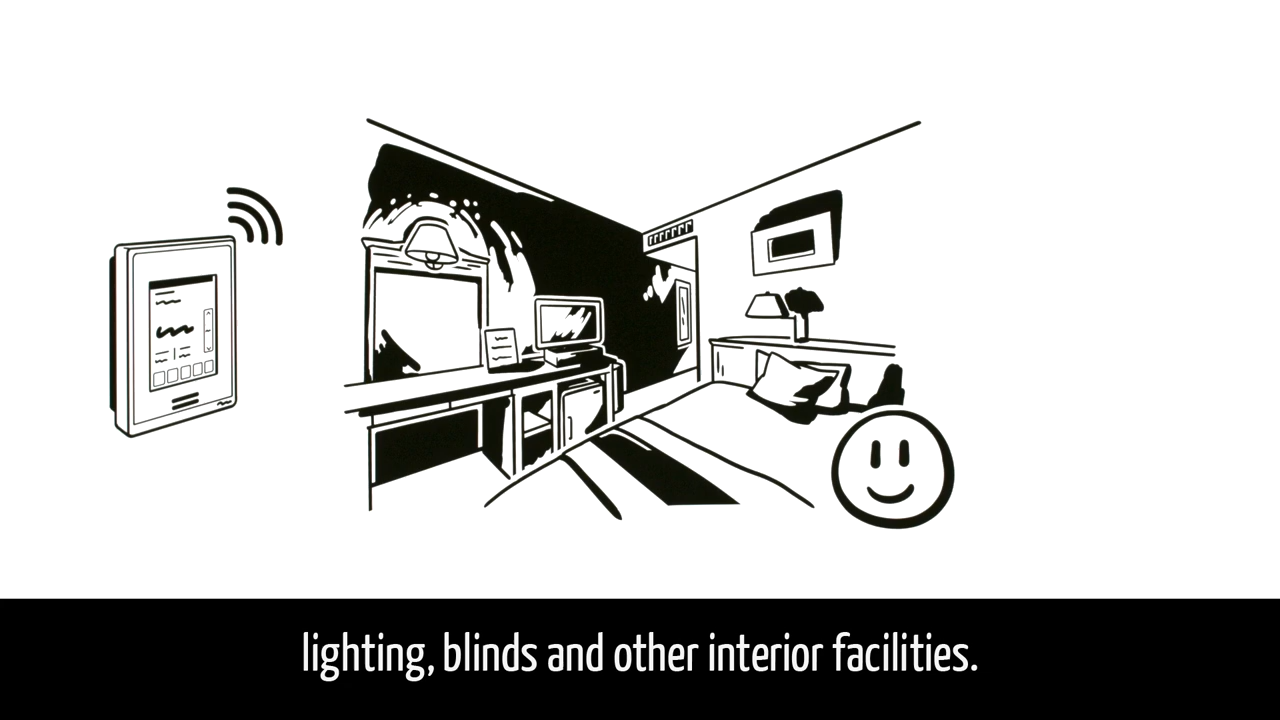 lighting, blinds and other interior facilities.